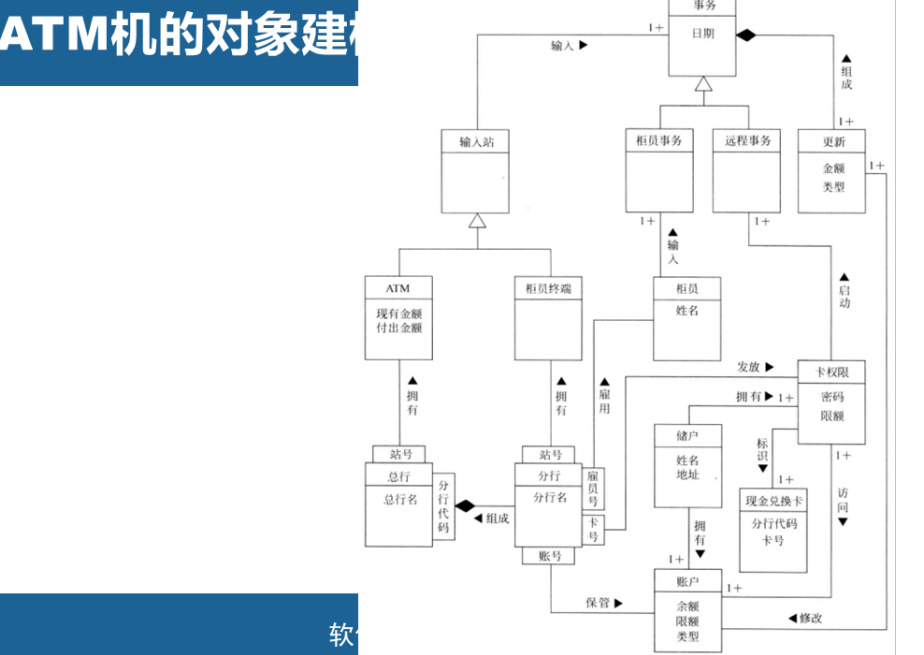 ATM机的对象建模
事务
日期
1+
输入 ▶
▲
组
成
1+
输入站
柜员事务
远程事务
更新
金额
类型
1+
1+
1+
▲
输
入
ATM
现有金额
付出金额
柜员终端
柜员
姓名
▲
启
动
▲
拥
有
▲
拥
有
▲
雇
用
发放 ▶
卡权限
密码
限额
拥有▶ 1+
储户
姓名
地址
标
识
▼
1+
1+
访
问
▼
站号
总行
总行名
分
行
代
码
◀ 组成
站号
分行
分行名
雇
员
号
卡
号
账号
现金兑换卡
分行代码
卡号
拥
有
▼
1+
账户
余额
限额
类型
1+
保管 ▶
◀修改
软